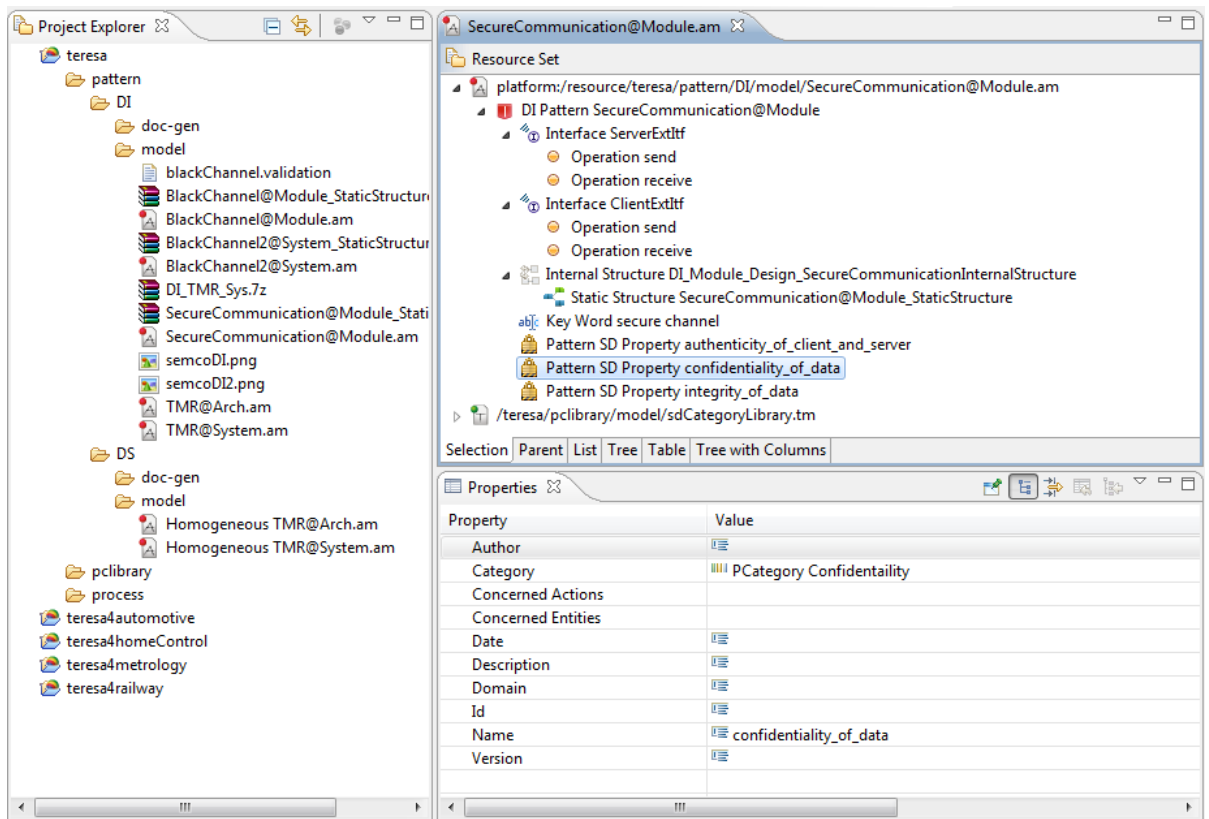 Project Explorer
teresa
pattern
DI
doc-gen
model
blackChannel.validation
BlackChannel@Module_StaticStructure
BlackChannel@Module.am
BlackChannel2@System_StaticStructur
BlackChannel2@System.am
DI_TMR_Sys.7z
SecureCommunication@Module_Stati
SecureCommunication@Module.am
semcoDI.png
semcoDI2.png
TMR@Arch.am
TMR@System.am
DS
doc-gen
model
Homogeneous TMR@Arch.am
Homogeneous TMR@System.am
pclibrary
process
teresa4automotive
teresa4homeControl
teresa4metrology
teresa4railway
SecureCommunication@Module.am
Resource Set
platform:/resource/teresa/pattern/DI/model/SecureCommunication@Module.am
DI Pattern SecureCommunication@Module
Interface ServerExtItf
Operation send
Operation receive
Interface ClientExtItf
Operation send
Operation receive
Internal Structure DI_Module_Design_SecureCommunicationInternalStructure
Static Structure SecureCommunication@Module_StaticStructure
Key Word secure channel
Pattern SD Property authenticity_of_client_and_server
Pattern SD Property confidentiality_of_data
Pattern SD Property integrity_of_data
/teresa/pclibrary/model/sdCategoryLibrary.tm
Selection Parent List Tree Table Tree with Columns
Properties
Property Value
Author
Category PCategory Confidentaility
Concerned Actions
Concerned Entities
Date
Description
Domain
Id
Name confidentiality_of_data
Version